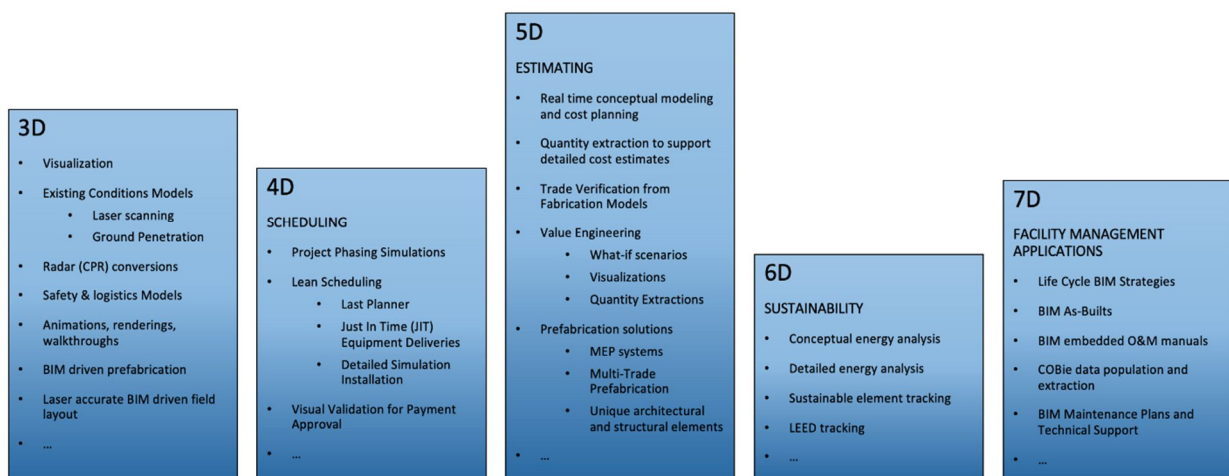 3D
• Visualization
• Existing Conditions Models
• Laser scanning
• Ground Penetration
• Radar (CPR) conversions
• Safety & logistics Models
• Animations, renderings,
walkthroughs
• BIM driven prefabrication
• Laser accurate BIM driven field
layout
• ...
4D
SCHEDULING
• Project Phasing Simulations
• Lean Scheduling
• Last Planner
• Just In Time (JIT)
Equipment Deliveries
• Detailed Simulation
Installation
• Visual Validation for Payment
Approval
• ...
5D
ESTIMATING
• Real time conceptual modeling
and cost planning
• Quantity extraction to support
detailed cost estimates
• Trade Verification from
Fabrication Models
• Value Engineering
• What-if scenarios
• Visualizations
• Quantity Extractions
• Prefabrication solutions
• MEP systems
• Multi-Trade
Prefabrication
• Unique architectural
and structural elements
• ...
6D
SUSTAINABILITY
• Conceptual energy analysis
• Detailed energy analysis
• Sustainable element tracking
• LEED tracking
• ...
7D
FACILITY MANAGEMENT
APPLICATIONS
• Life Cycle BIM Strategies
• BIM As-Builts
• BIM embedded O&M manuals
• COBie data population and
extraction
• BIM Maintenance Plans and
Technical Support
• ...